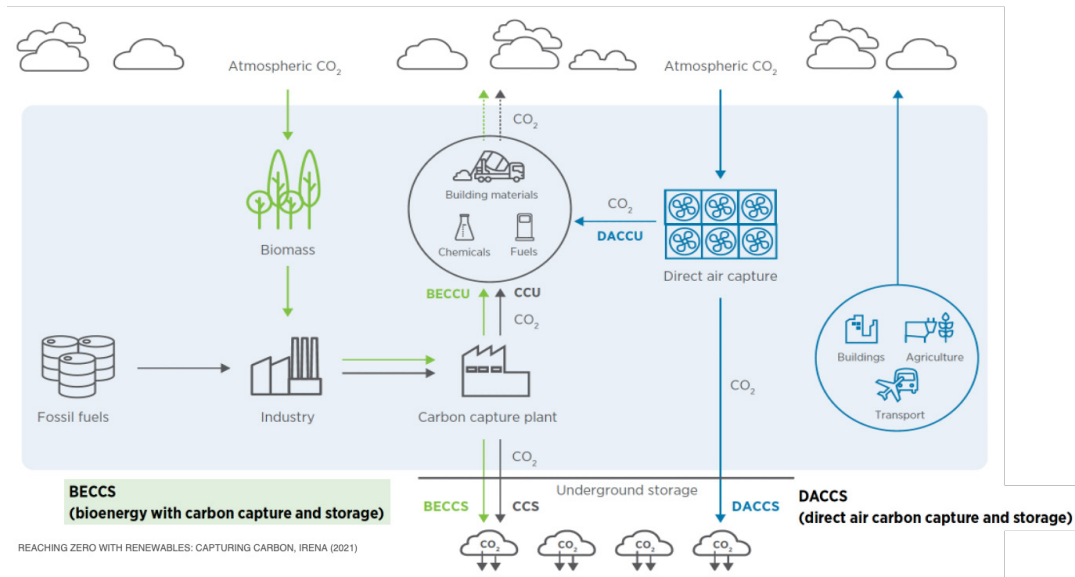 Atmospheric CO₂
Atmospheric CO₂
CO₂
Building materials
Chemicals
Fuels
CO₂
DACCU
Biomass
Direct air capture
BECCU
CCU
CO₂
Buildings
Agriculture
Transport
CO₂
Fossil fuels
Industry
Carbon capture plant
CO₂
Underground storage
BECCS
(bioenergy with carbon capture and storage)
BECCS
CCS
DACCS
DACCS
(direct air carbon capture and storage)
CO₂
CO₂
CO₂
CO₂
REACHING ZERO WITH RENEWABLES: CAPTURING CARBON, IRENA (2021)